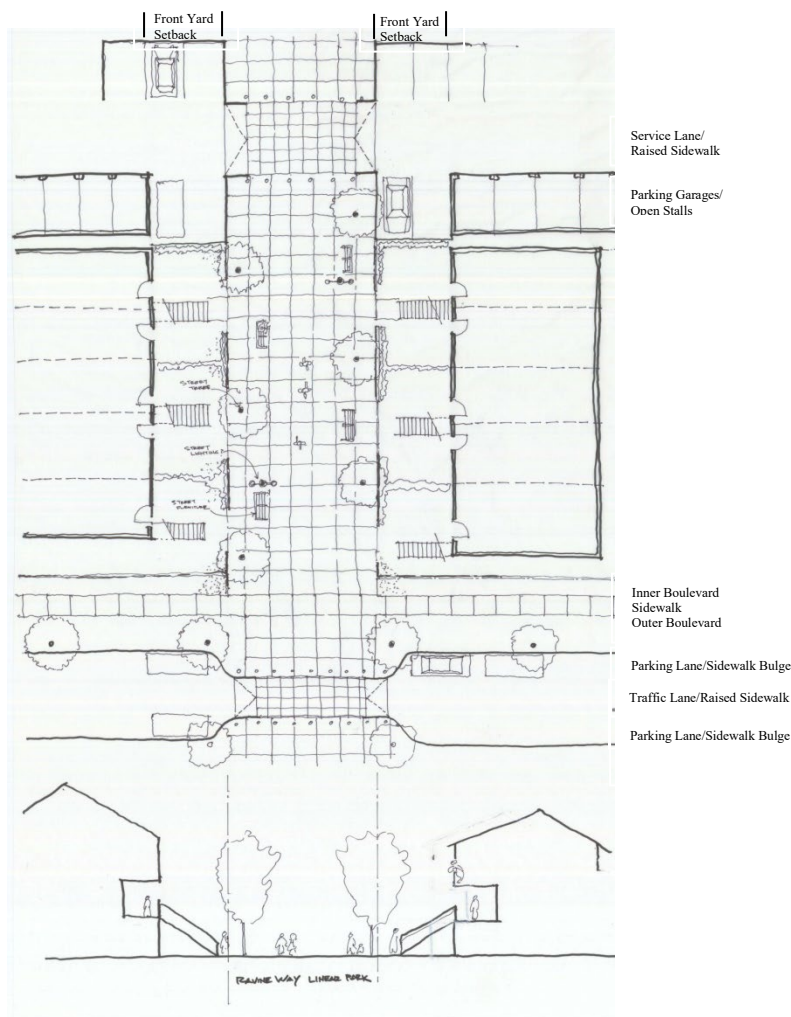 Front Yard
Setback
Front Yard
Setback
Service Lane/
Raised Sidewalk
Parking Garages/
Open Stalls
STREET
TREES
STREET
LIGHTING
STREET
FURNITURE
Inner Boulevard
Sidewalk
Outer Boulevard
Parking Lane/Sidewalk Bulge
Traffic Lane/Raised Sidewalk
Parking Lane/Sidewalk Bulge
RAVINE WAY LINEAR PARK